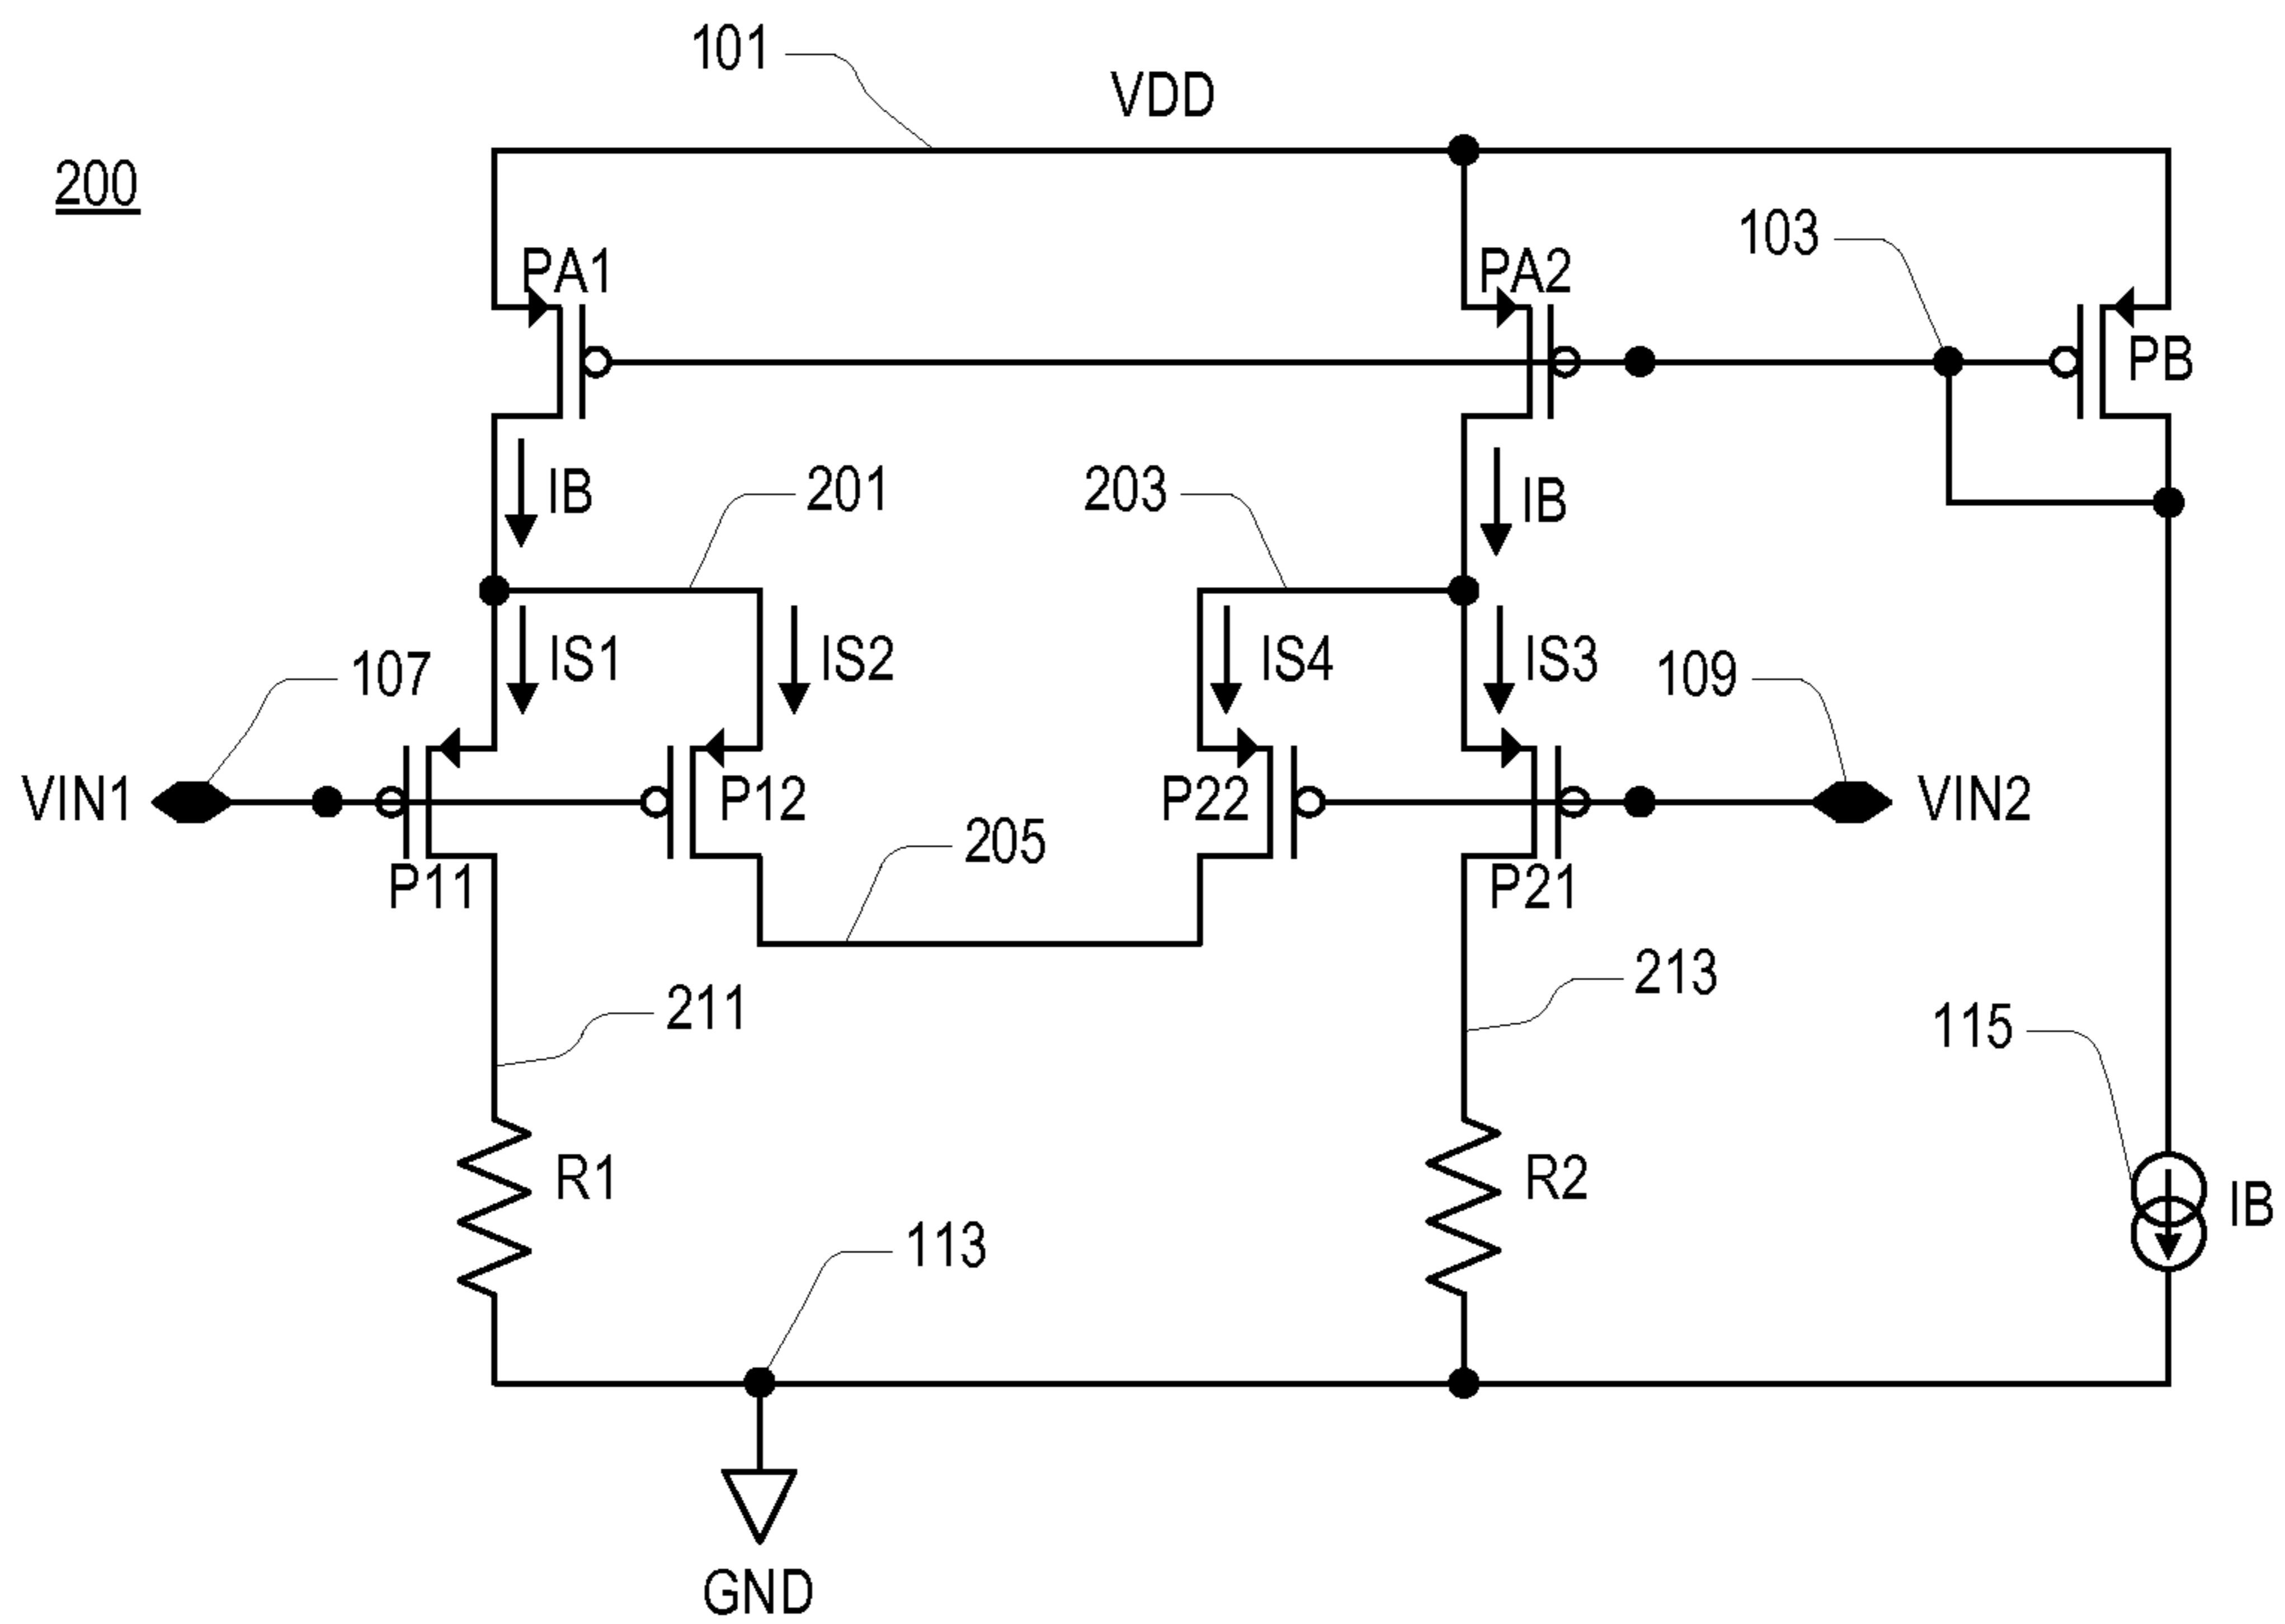 101
VDD
200
PA1
PA2
103
PB
IB
201
203
IB
107
IS1
IS2
IS4
IS3
109
VIN1
P12
P22
VIN2
P11
205
P21
211
213
115
R1
R2
IB
113
GND